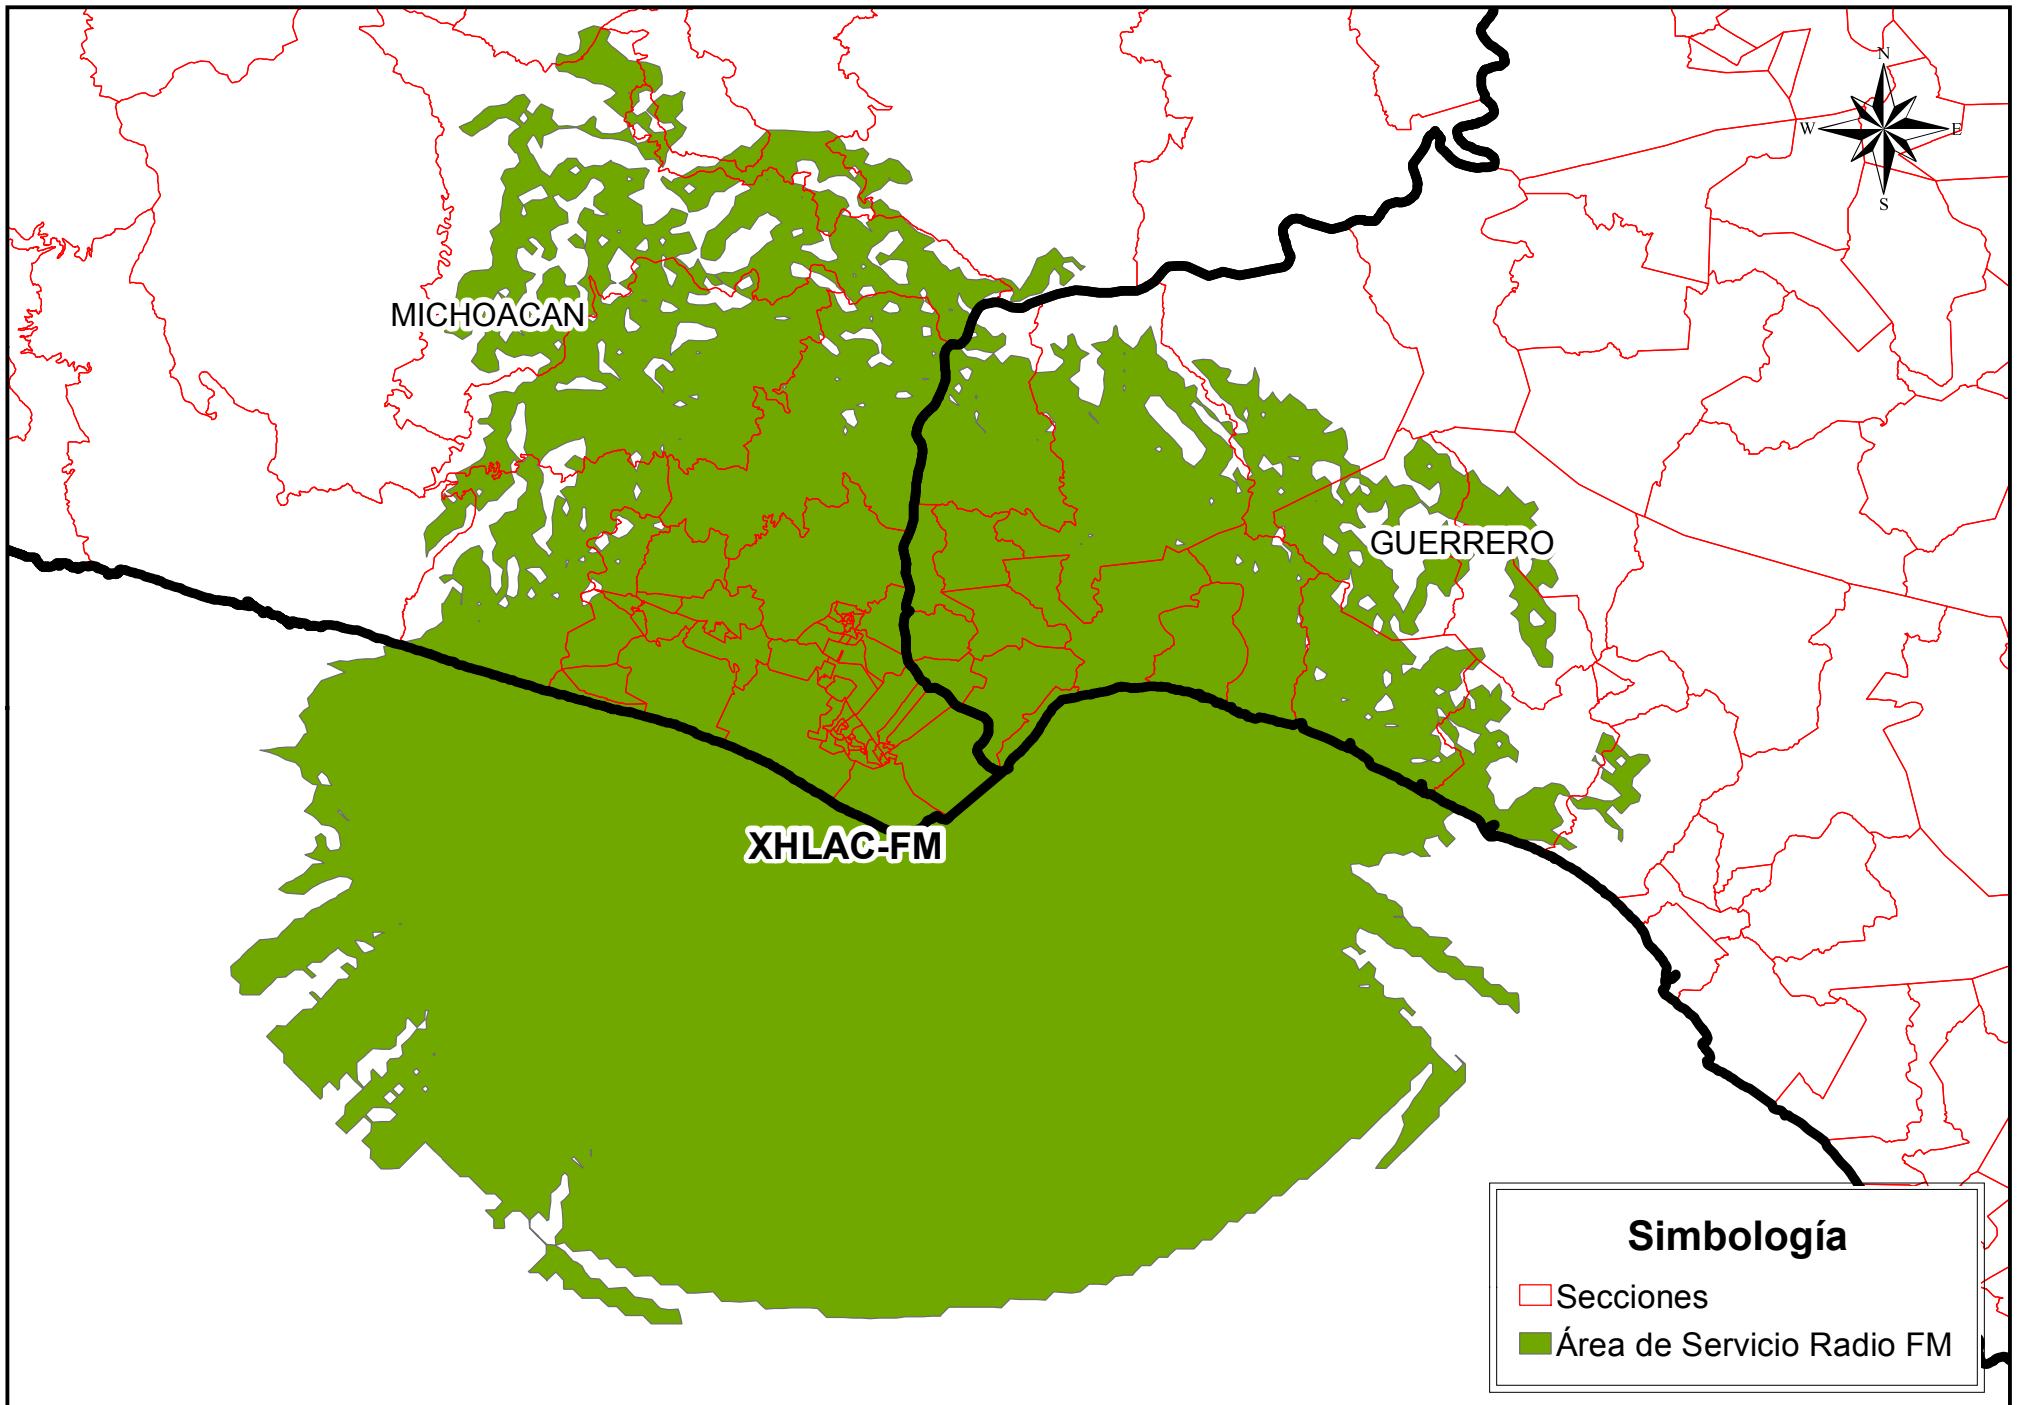 N
W E
S
MICHOACAN
GUERRERO
XHLAC-FM
Simbología
Secciones
Área de Servicio Radio FM